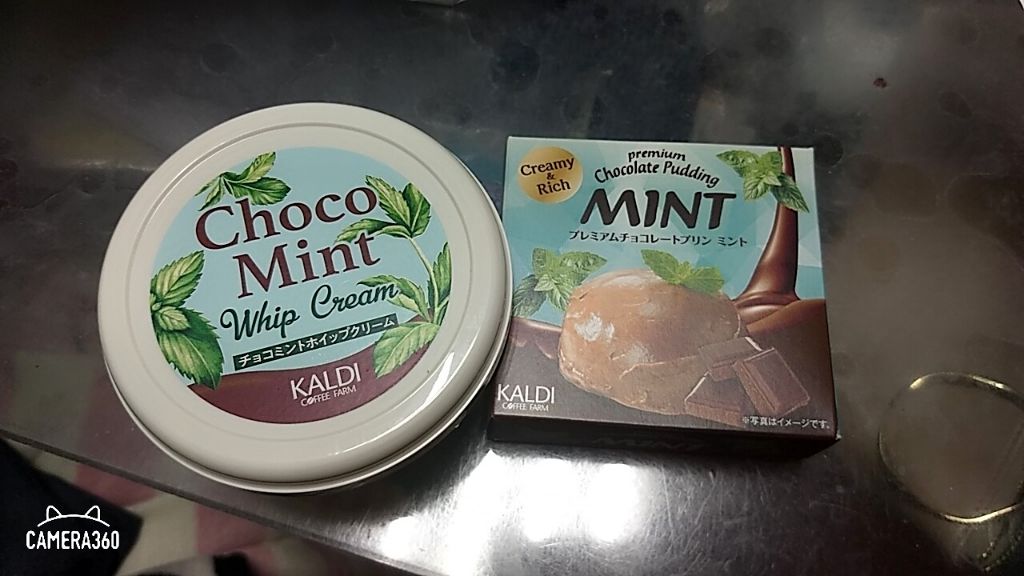 Choco
Mint
Whip Cream
チョコミントホイップクリーム
KALDI
COFFEE FARM
Creamy
&
Rich
premium
Chocolate Pudding
MINT
プレミアムチョコレートプリン ミント
KALDI
COFFEE FARM
※写真はイメージです。
MINT
CAMERA360